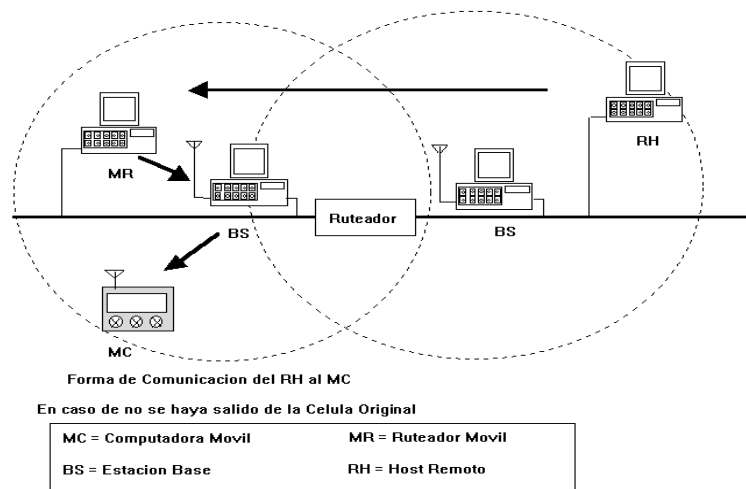 RH
MR
Ruteador
BS
BS
MC
Forma de Comunicacion del RH al MC
En caso de no se haya salido de la Celula Original
MC = Computadora Movil
MR = Ruteador Movil
BS = Estacion Base
RH = Host Remoto